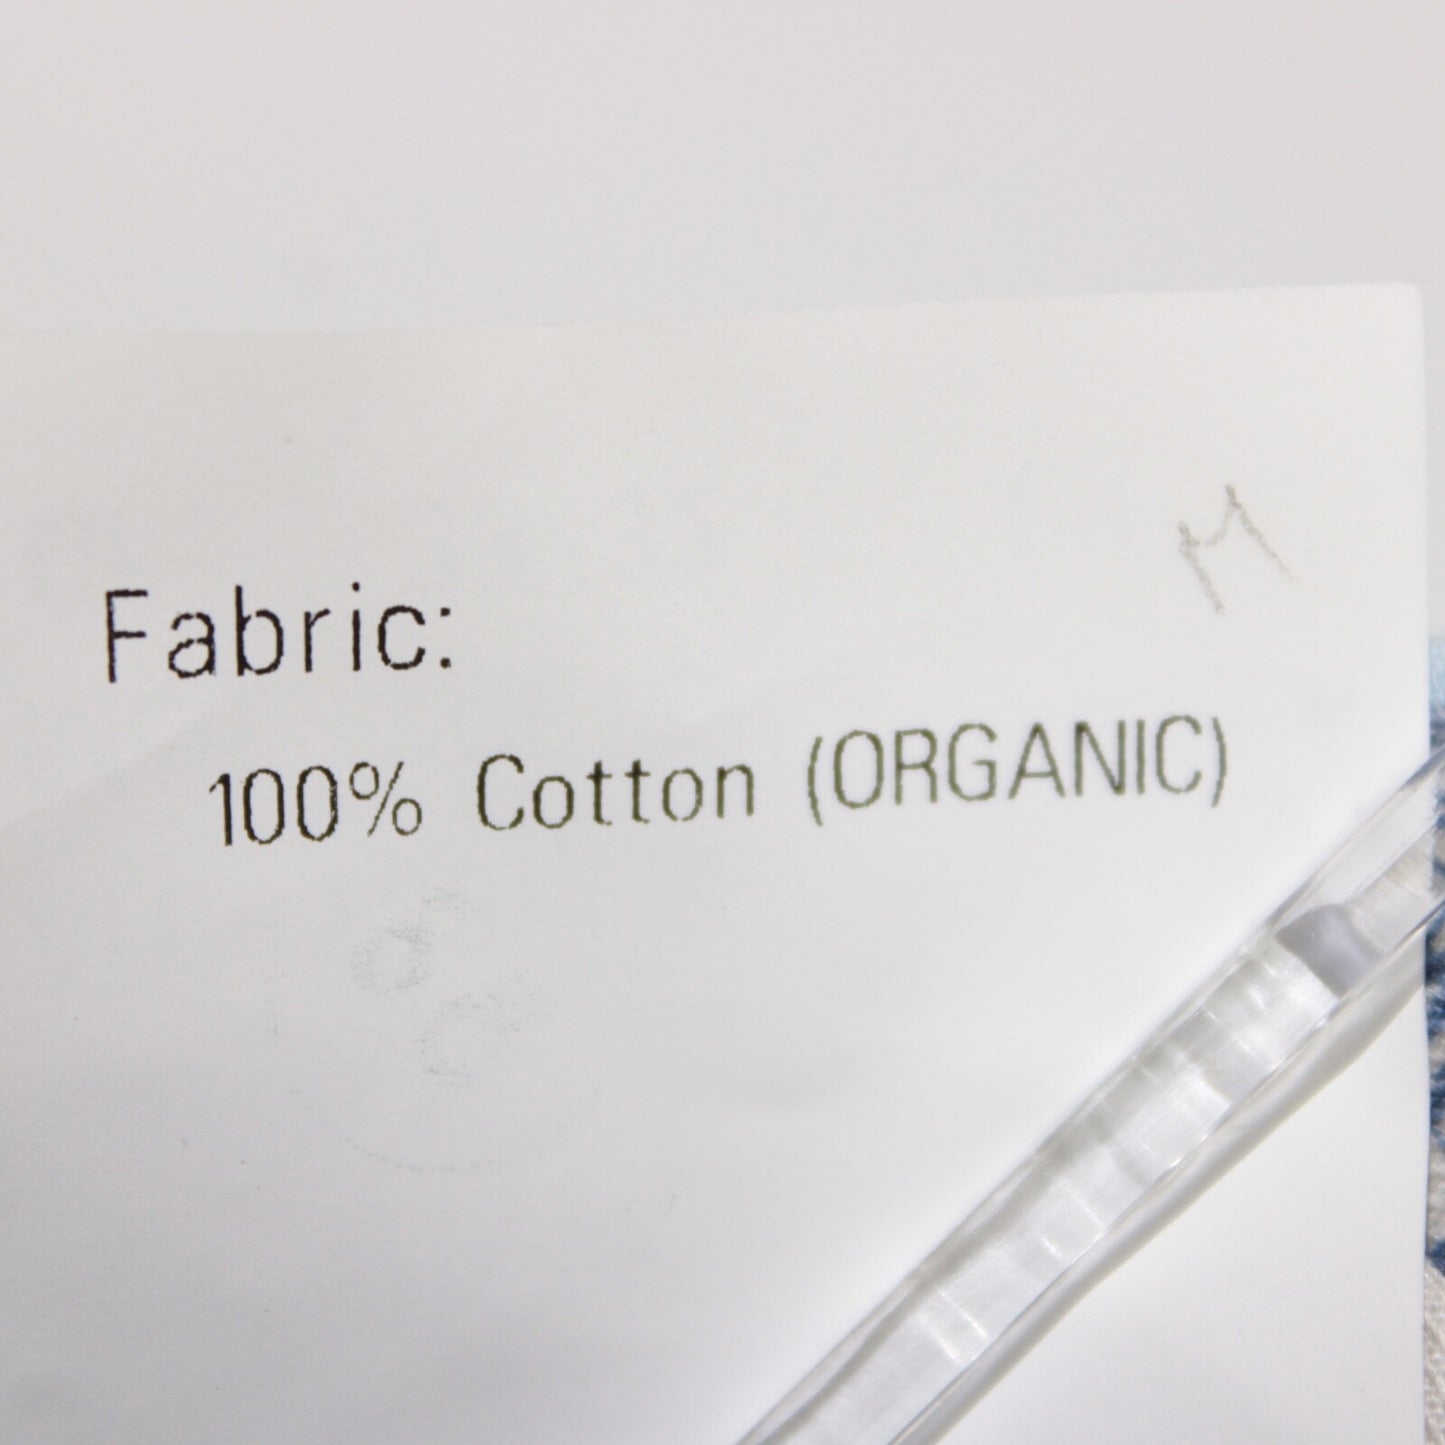 M
Fabric:
100% Cotton (ORGANIC)